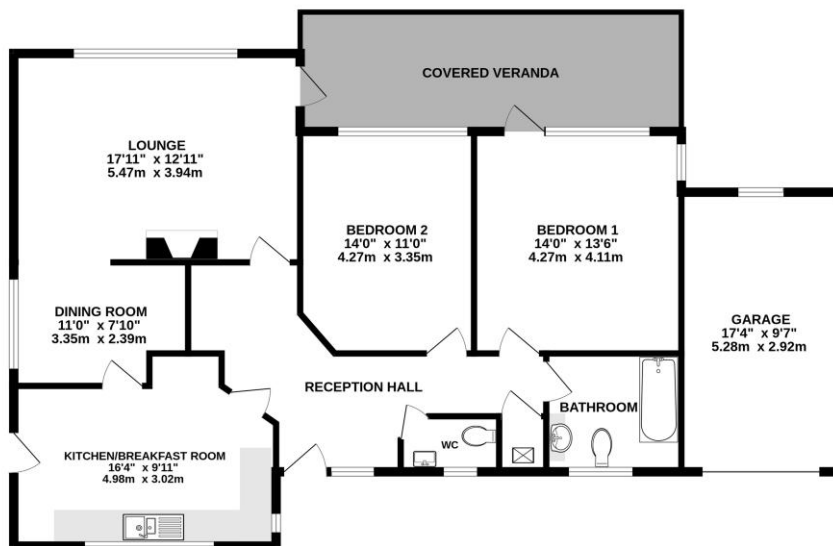 COVERED VERANDA
LOUNGE
17'11" x 12'11"
5.47m x 3.94m
BEDROOM 2
14'0" x 11'0"
4.27m x 3.35m
BEDROOM 1
14'0" x 13'6"
4.27m x 4.11m
DINING ROOM
11'0" x 7'10"
3.35m x 2.39m
GARAGE
17'4" x 9'7"
5.28m x 2.92m
RECEPTION HALL
BATHROOM
WC
KITCHEN/BREAKFAST ROOM
16'4" x 9'11"
4.98m x 3.02m